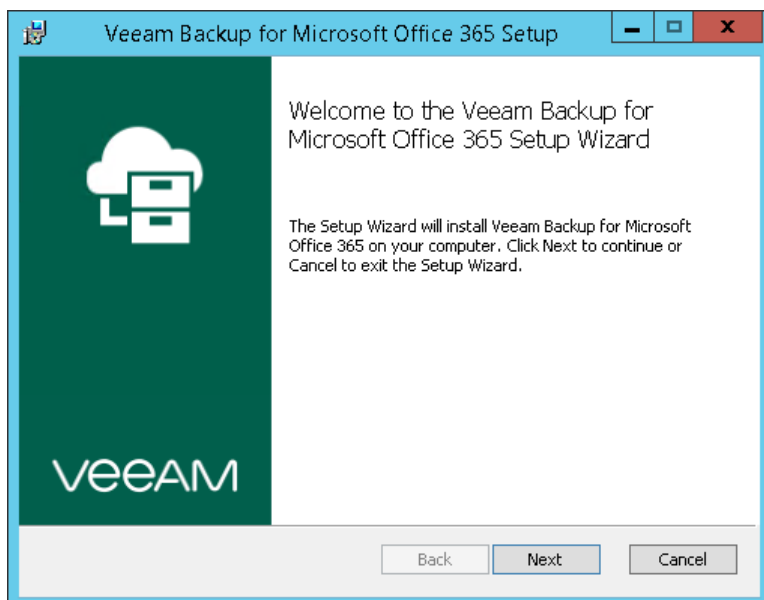 Veeam Backup for Microsoft Office 365 Setup
Welcome to the Veeam Backup for
Microsoft Office 365 Setup Wizard
The Setup Wizard will install Veeam Backup for Microsoft
Office 365 on your computer. Click Next to continue or
Cancel to exit the Setup Wizard.
veeAM
Back
Next
Cancel